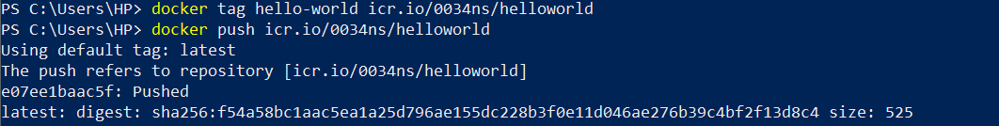 PS C:\Users\HP> docker tag hello-world icr.io/0034ns/helloworld
PS C:\Users\HP> docker push icr.io/0034ns/helloworld
Using default tag: latest
The push refers to repository [icr.io/0034ns/helloworld]
e07ee1baac5f: Pushed
latest: digest: sha256:f54a58bc1aac5ea1a25d796ae155dc228b3f0e11d046ae276b39c4bf2f13d8c4 size: 525